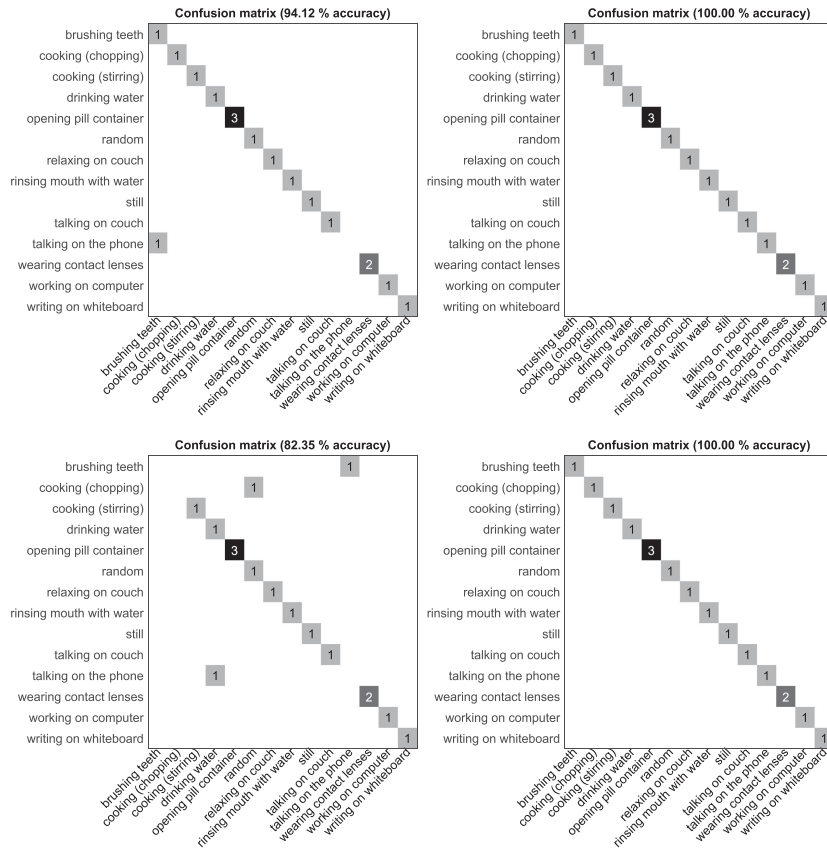 Confusion matrix (94.12 % accuracy)
brushing teeth 1
cooking (chopping) 1
cooking (stirring) 1
drinking water 1
opening pill container 3
random 1
relaxing on couch 1
rinsing mouth with water 1
still 1
talking on couch 1
talking on the phone 1
wearing contact lenses 2
working on computer 1
writing on whiteboard 1
brushing teeth
cooking (chopping)
cooking (stirring)
drinking water
opening pill container
random
relaxing on couch
rinsing mouth with water
still
talking on couch
talking on the phone
wearing contact lenses
working on computer
writing on whiteboard
Confusion matrix (100.00 % accuracy)
brushing teeth 1
cooking (chopping) 1
cooking (stirring) 1
drinking water 1
opening pill container 3
random 1
relaxing on couch 1
rinsing mouth with water 1
still 1
talking on couch 1
talking on the phone 1
wearing contact lenses 2
working on computer 1
writing on whiteboard 1
brushing teeth
cooking (chopping)
cooking (stirring)
drinking water
opening pill container
random
relaxing on couch
rinsing mouth with water
still
talking on couch
talking on the phone
wearing contact lenses
working on computer
writing on whiteboard
Confusion matrix (82.35 % accuracy)
brushing teeth 1
cooking (chopping) 1
cooking (stirring) 1
drinking water 1
opening pill container 3
random 1
relaxing on couch 1
rinsing mouth with water 1
still 1
talking on couch 1
talking on the phone 1
wearing contact lenses 2
working on computer 1
writing on whiteboard 1
brushing teeth
cooking (chopping)
cooking (stirring)
drinking water
opening pill container
random
relaxing on couch
rinsing mouth with water
still
talking on couch
talking on the phone
wearing contact lenses
working on computer
writing on whiteboard
Confusion matrix (100.00 % accuracy)
brushing teeth 1
cooking (chopping) 1
cooking (stirring) 1
drinking water 1
opening pill container 3
random 1
relaxing on couch 1
rinsing mouth with water 1
still 1
talking on couch 1
talking on the phone 1
wearing contact lenses 2
working on computer 1
writing on whiteboard 1
brushing teeth
cooking (chopping)
cooking (stirring)
drinking water
opening pill container
random
relaxing on couch
rinsing mouth with water
still
talking on couch
talking on the phone
wearing contact lenses
working on computer
writing on whiteboard